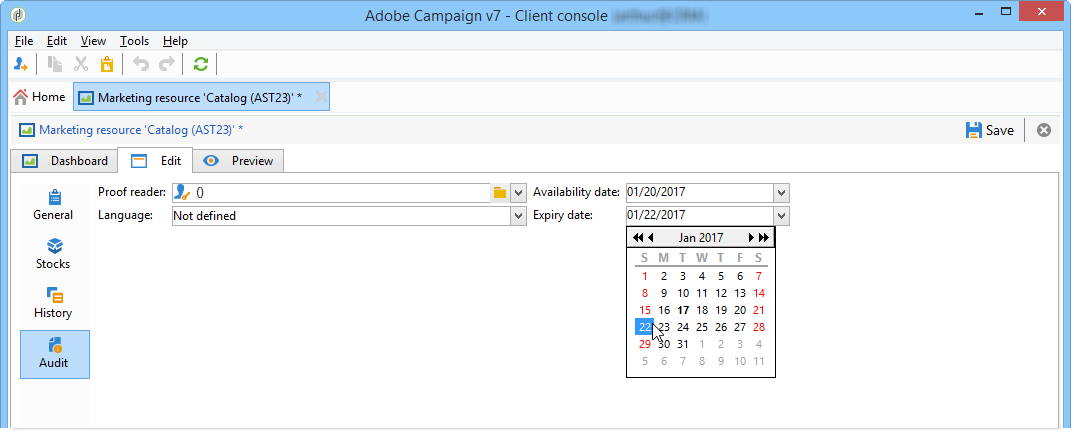 Adobe Campaign v7 - Client console
File Edit View Tools Help
Home Marketing resource 'Catalog (AST23)' *
Marketing resource 'Catalog (AST23)' * Save
Dashboard Edit Preview
Proof reader: () Availability date: 01/20/2017
Language: Not defined Expiry date: 01/22/2017
General
Stocks
History
Audit
Jan 2017
S M T W T F S
1 2 3 4 5 6 7
8 9 10 11 12 13 14
15 16 17 18 19 20 21
22 23 24 25 26 27 28
29 30 31 1 2 3 4
5 6 7 8 9 10 11